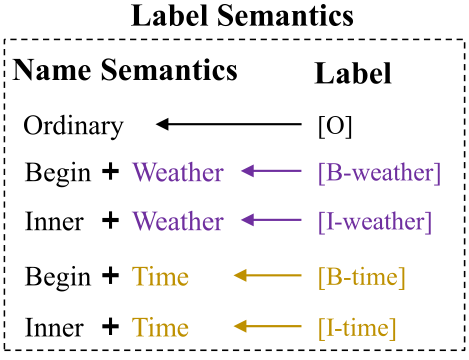 Label Semantics
Name Semantics Label
Ordinary [O]
Begin + Weather [B-weather]
Inner + Weather [I-weather]
Begin + Time [B-time]
Inner + Time [I-time]